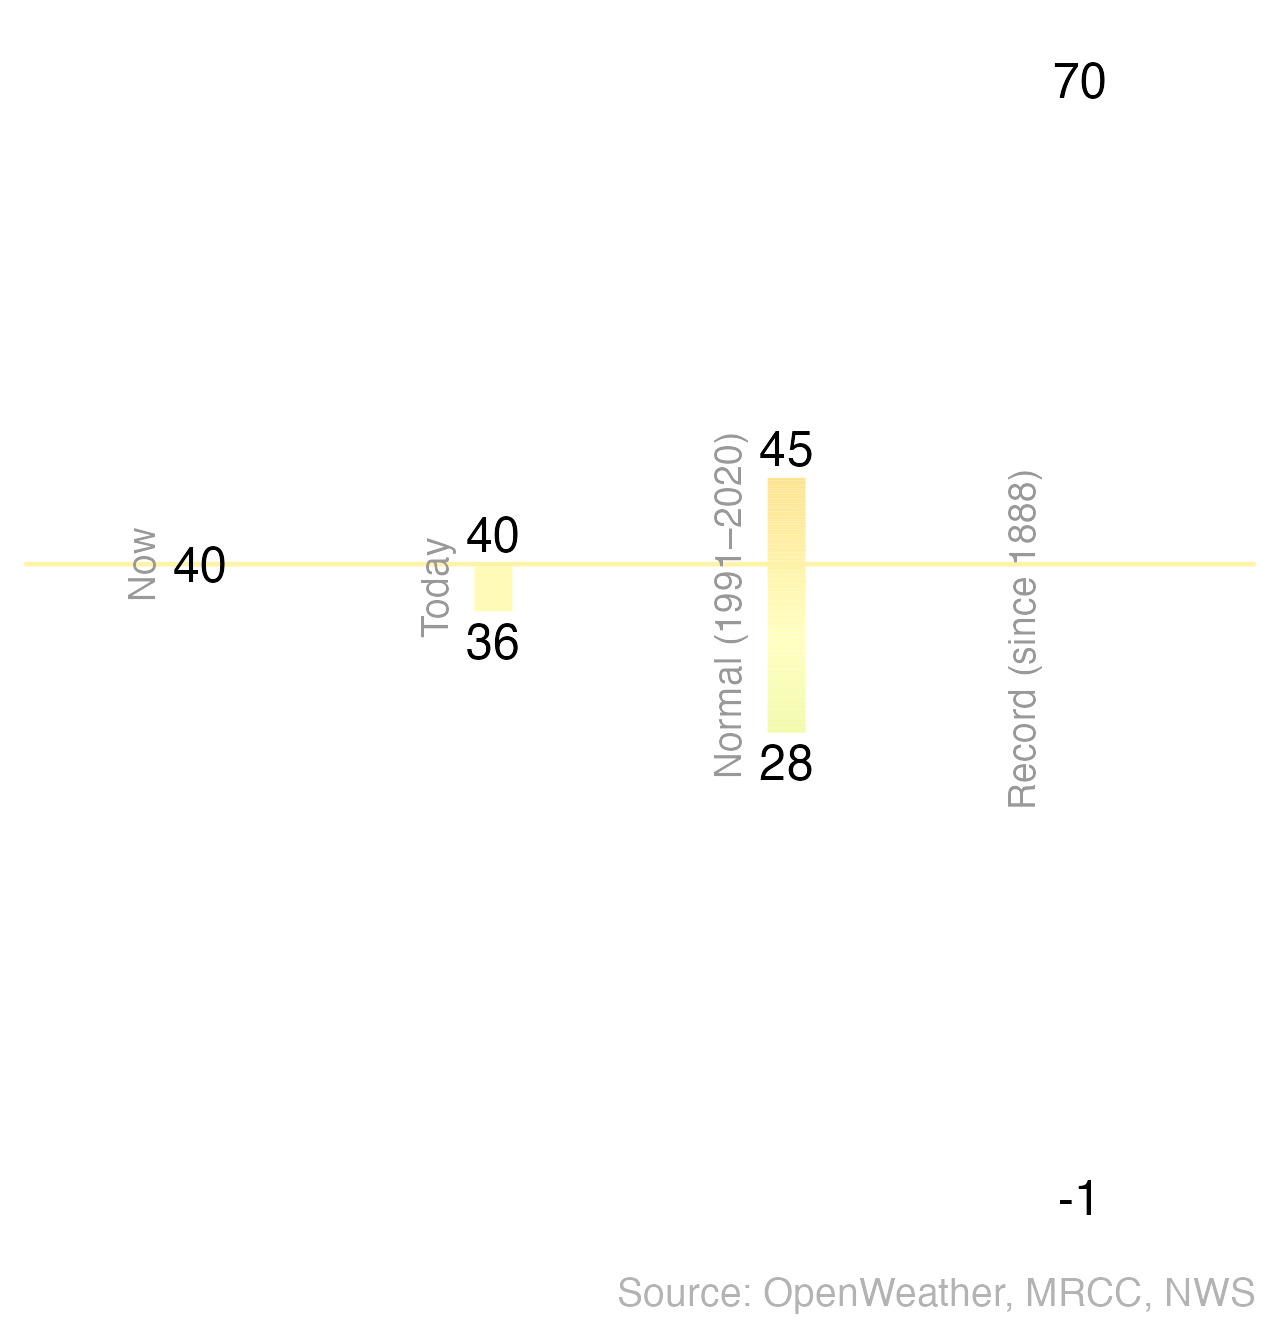 70
Now
40
Today
40
36
Normal (1991–2020)
45
28
Record (since 1888)
-1
Source: OpenWeather, MRCC, NWS